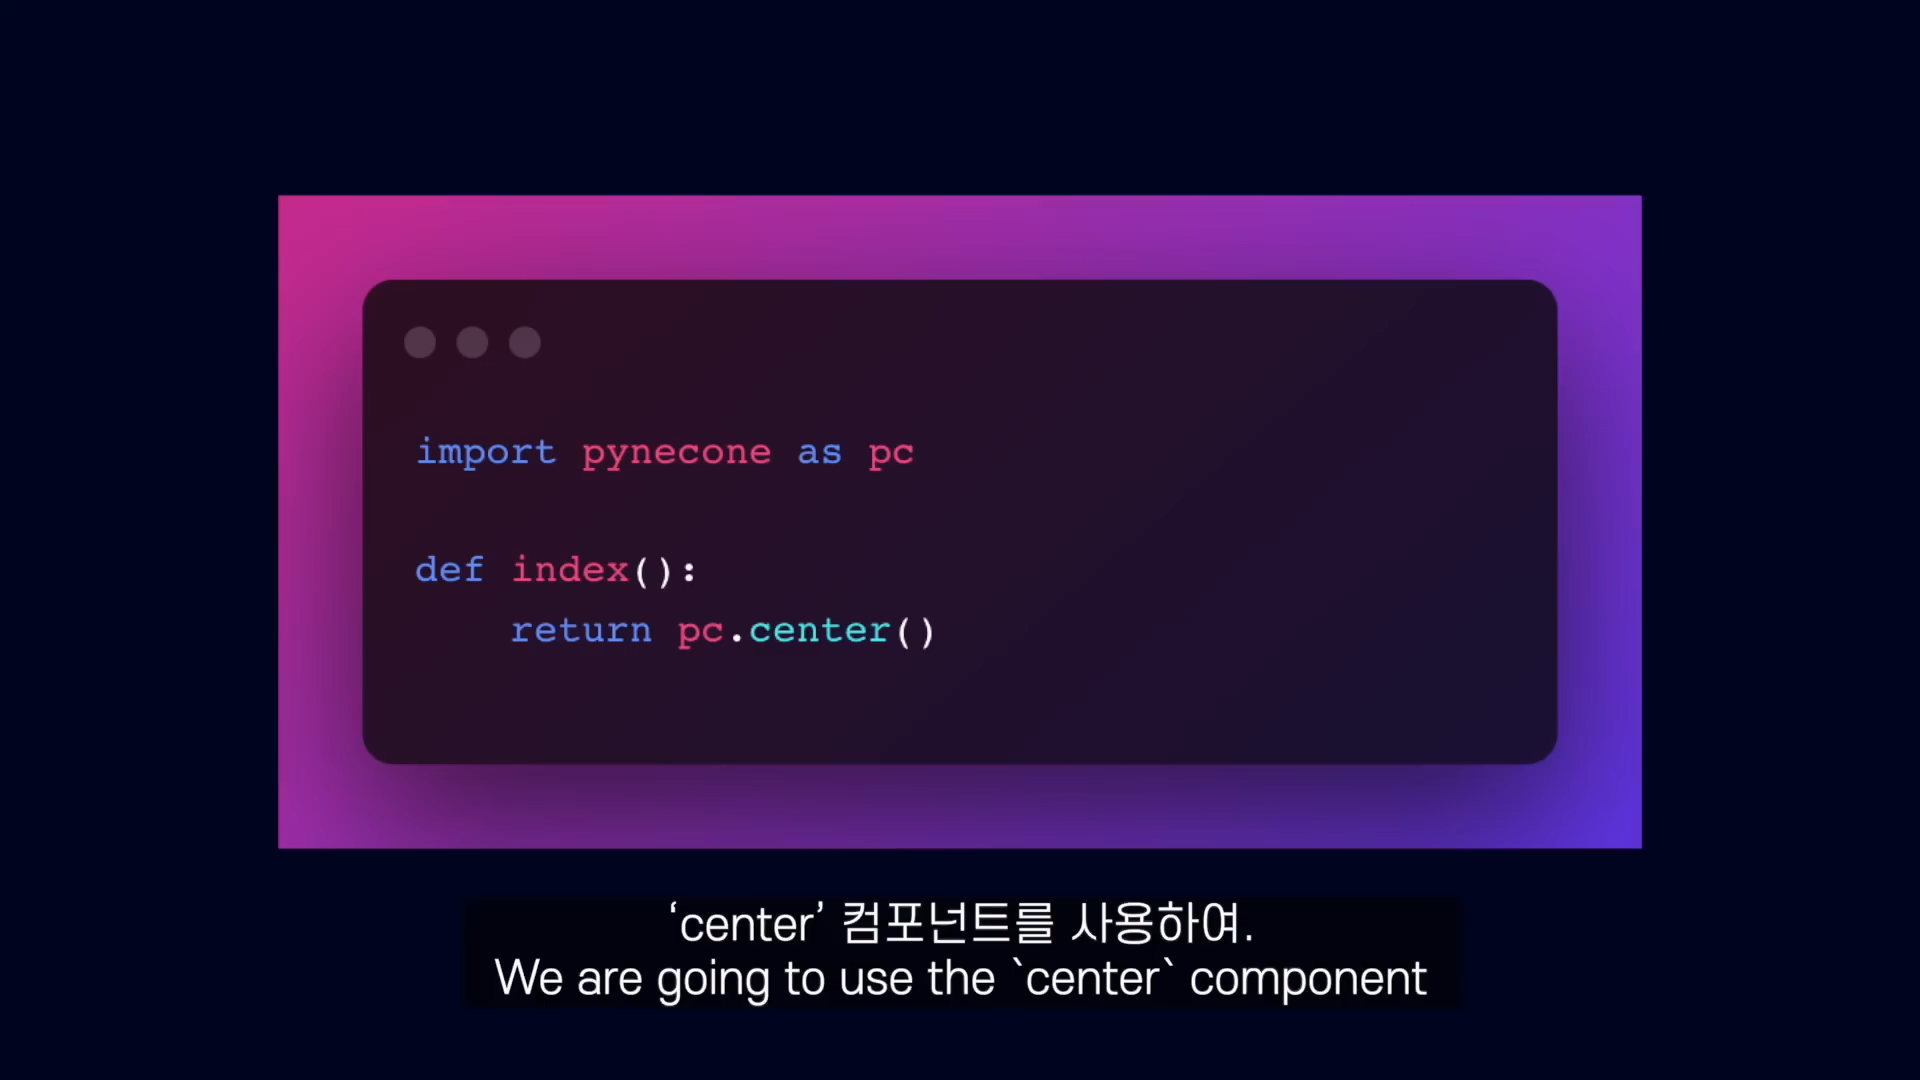 import pynecone as pc
def index():
    return pc.center()
‘center’ 컴포넌트를 사용하여.
We are going to use the `center` component